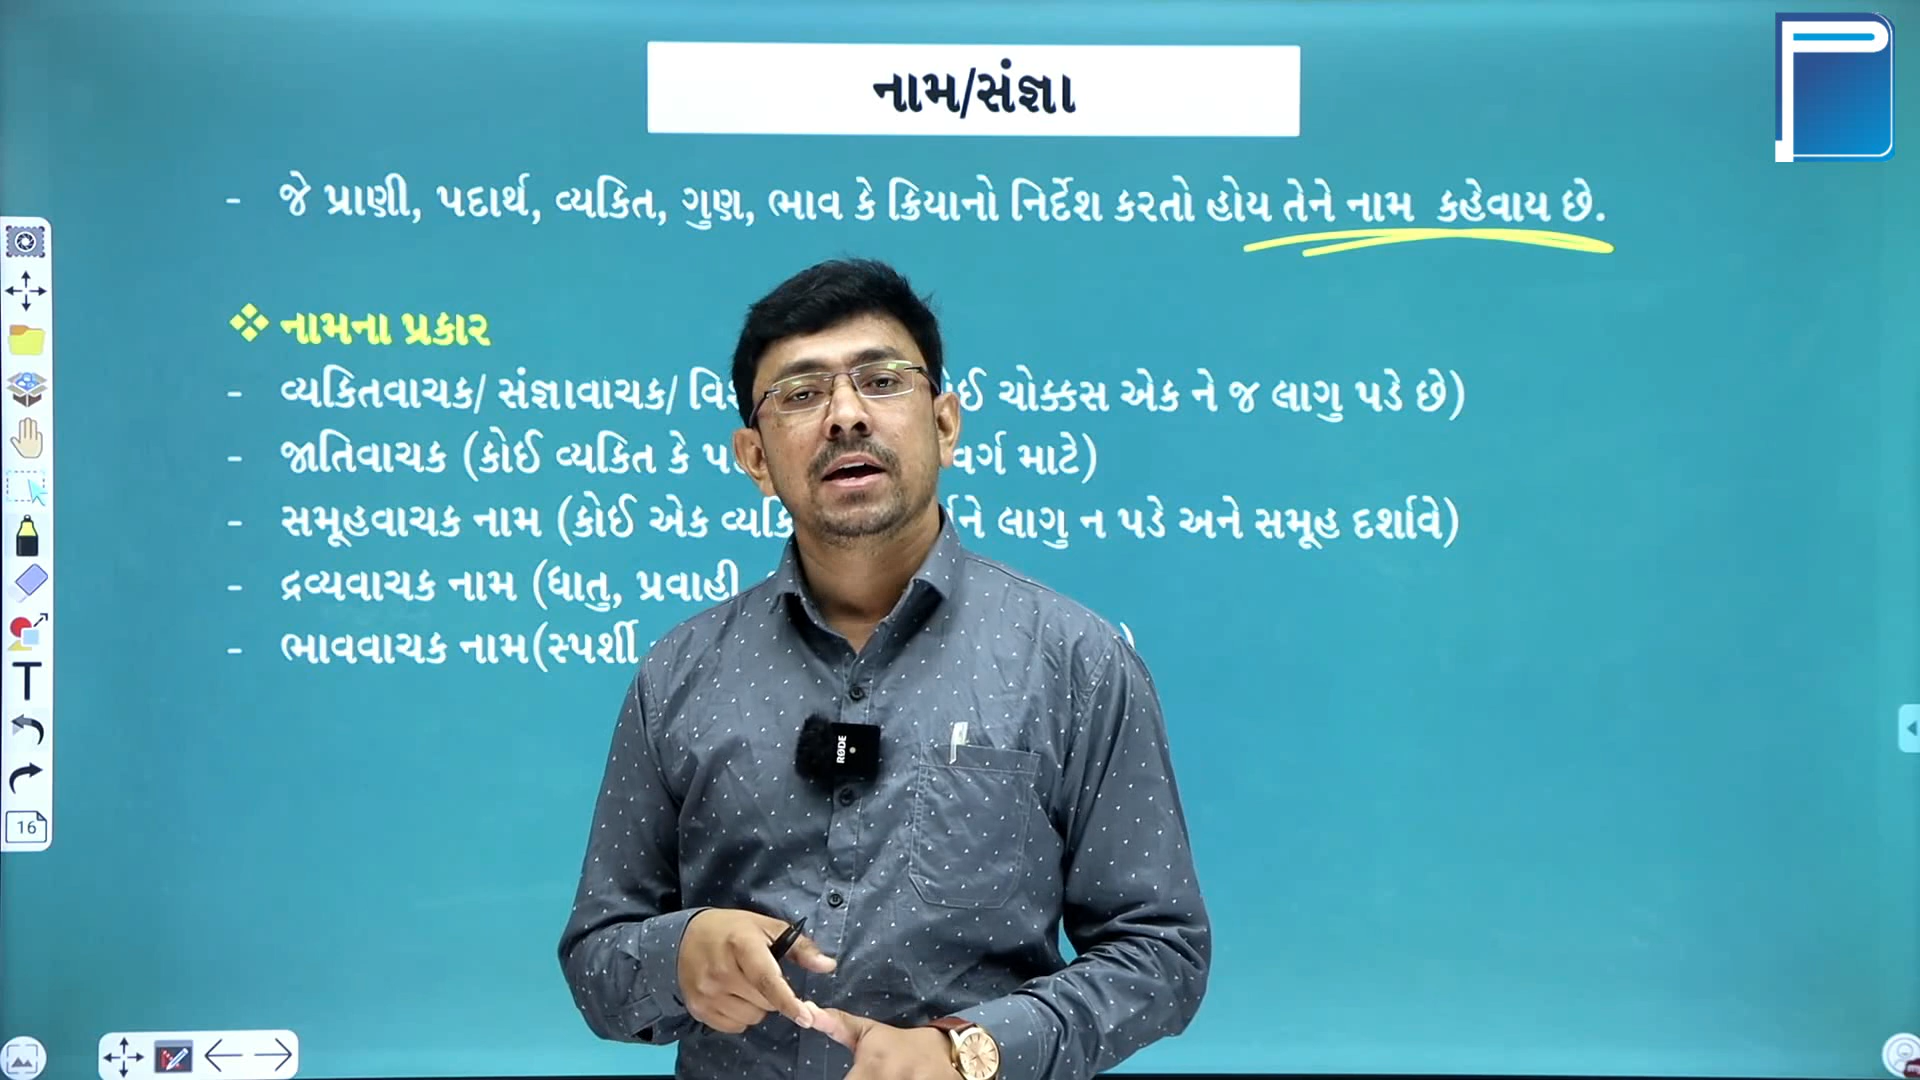 નામ/સંજ્ઞા
- જે પ્રાણી, પદાર્થ, વ્યકિત, ગુણ, ભાવ કે ક્રિયાનો નિર્દેશ કરતો હોય તેને નામ કહેવાય છે.
❖ નામના પ્રકાર
- વ્યકિતવાચક/ સંજ્ઞાવાચક/ ચોક્કસ એક ને જ લાગુ પડે છે)
- જાતિવાચક (કોઈ વ્યકિત કે વર્ગ માટે)
- સમૂહવાચક નામ (કોઈ એક લાગુ ન પડે અને સમૂહ દર્શાવે)
- દ્રવ્યવાચક નામ (ધાતુ, પ્રવાહી
- ભાવવાચક નામ(સ્પર્શી
T
16
RØDE